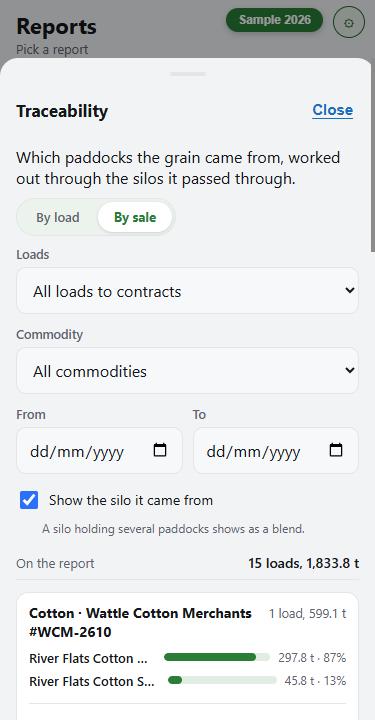 Reports
Sample 2026
Pick a report
Traceability
Close
Which paddocks the grain came from, worked
out through the silos it passed through.
By load
By sale
Loads
All loads to contracts
Commodity
All commodities
From
To
dd/mm/yyyy
dd/mm/yyyy
Show the silo it came from
A silo holding several paddocks shows as a blend.
On the report
15 loads, 1,833.8 t
Cotton · Wattle Cotton Merchants
#WCM-2610
1 load, 599.1 t
River Flats Cotton ...
297.8 t · 87%
River Flats Cotton S...
45.8 t · 13%